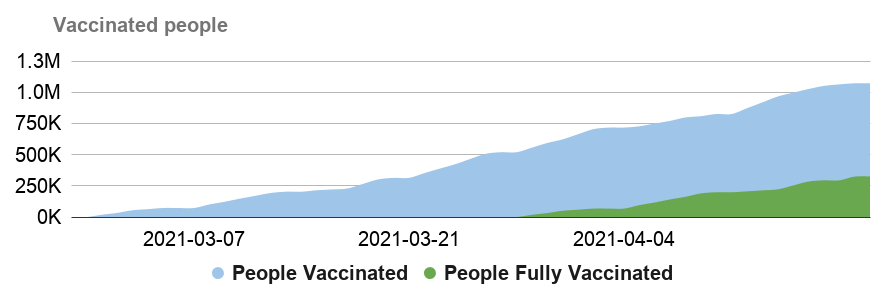 Vaccinated people
1.3M
1.0M
750K
500K
250K
0K
2021-03-07 2021-03-21 2021-04-04
People Vaccinated People Fully Vaccinated